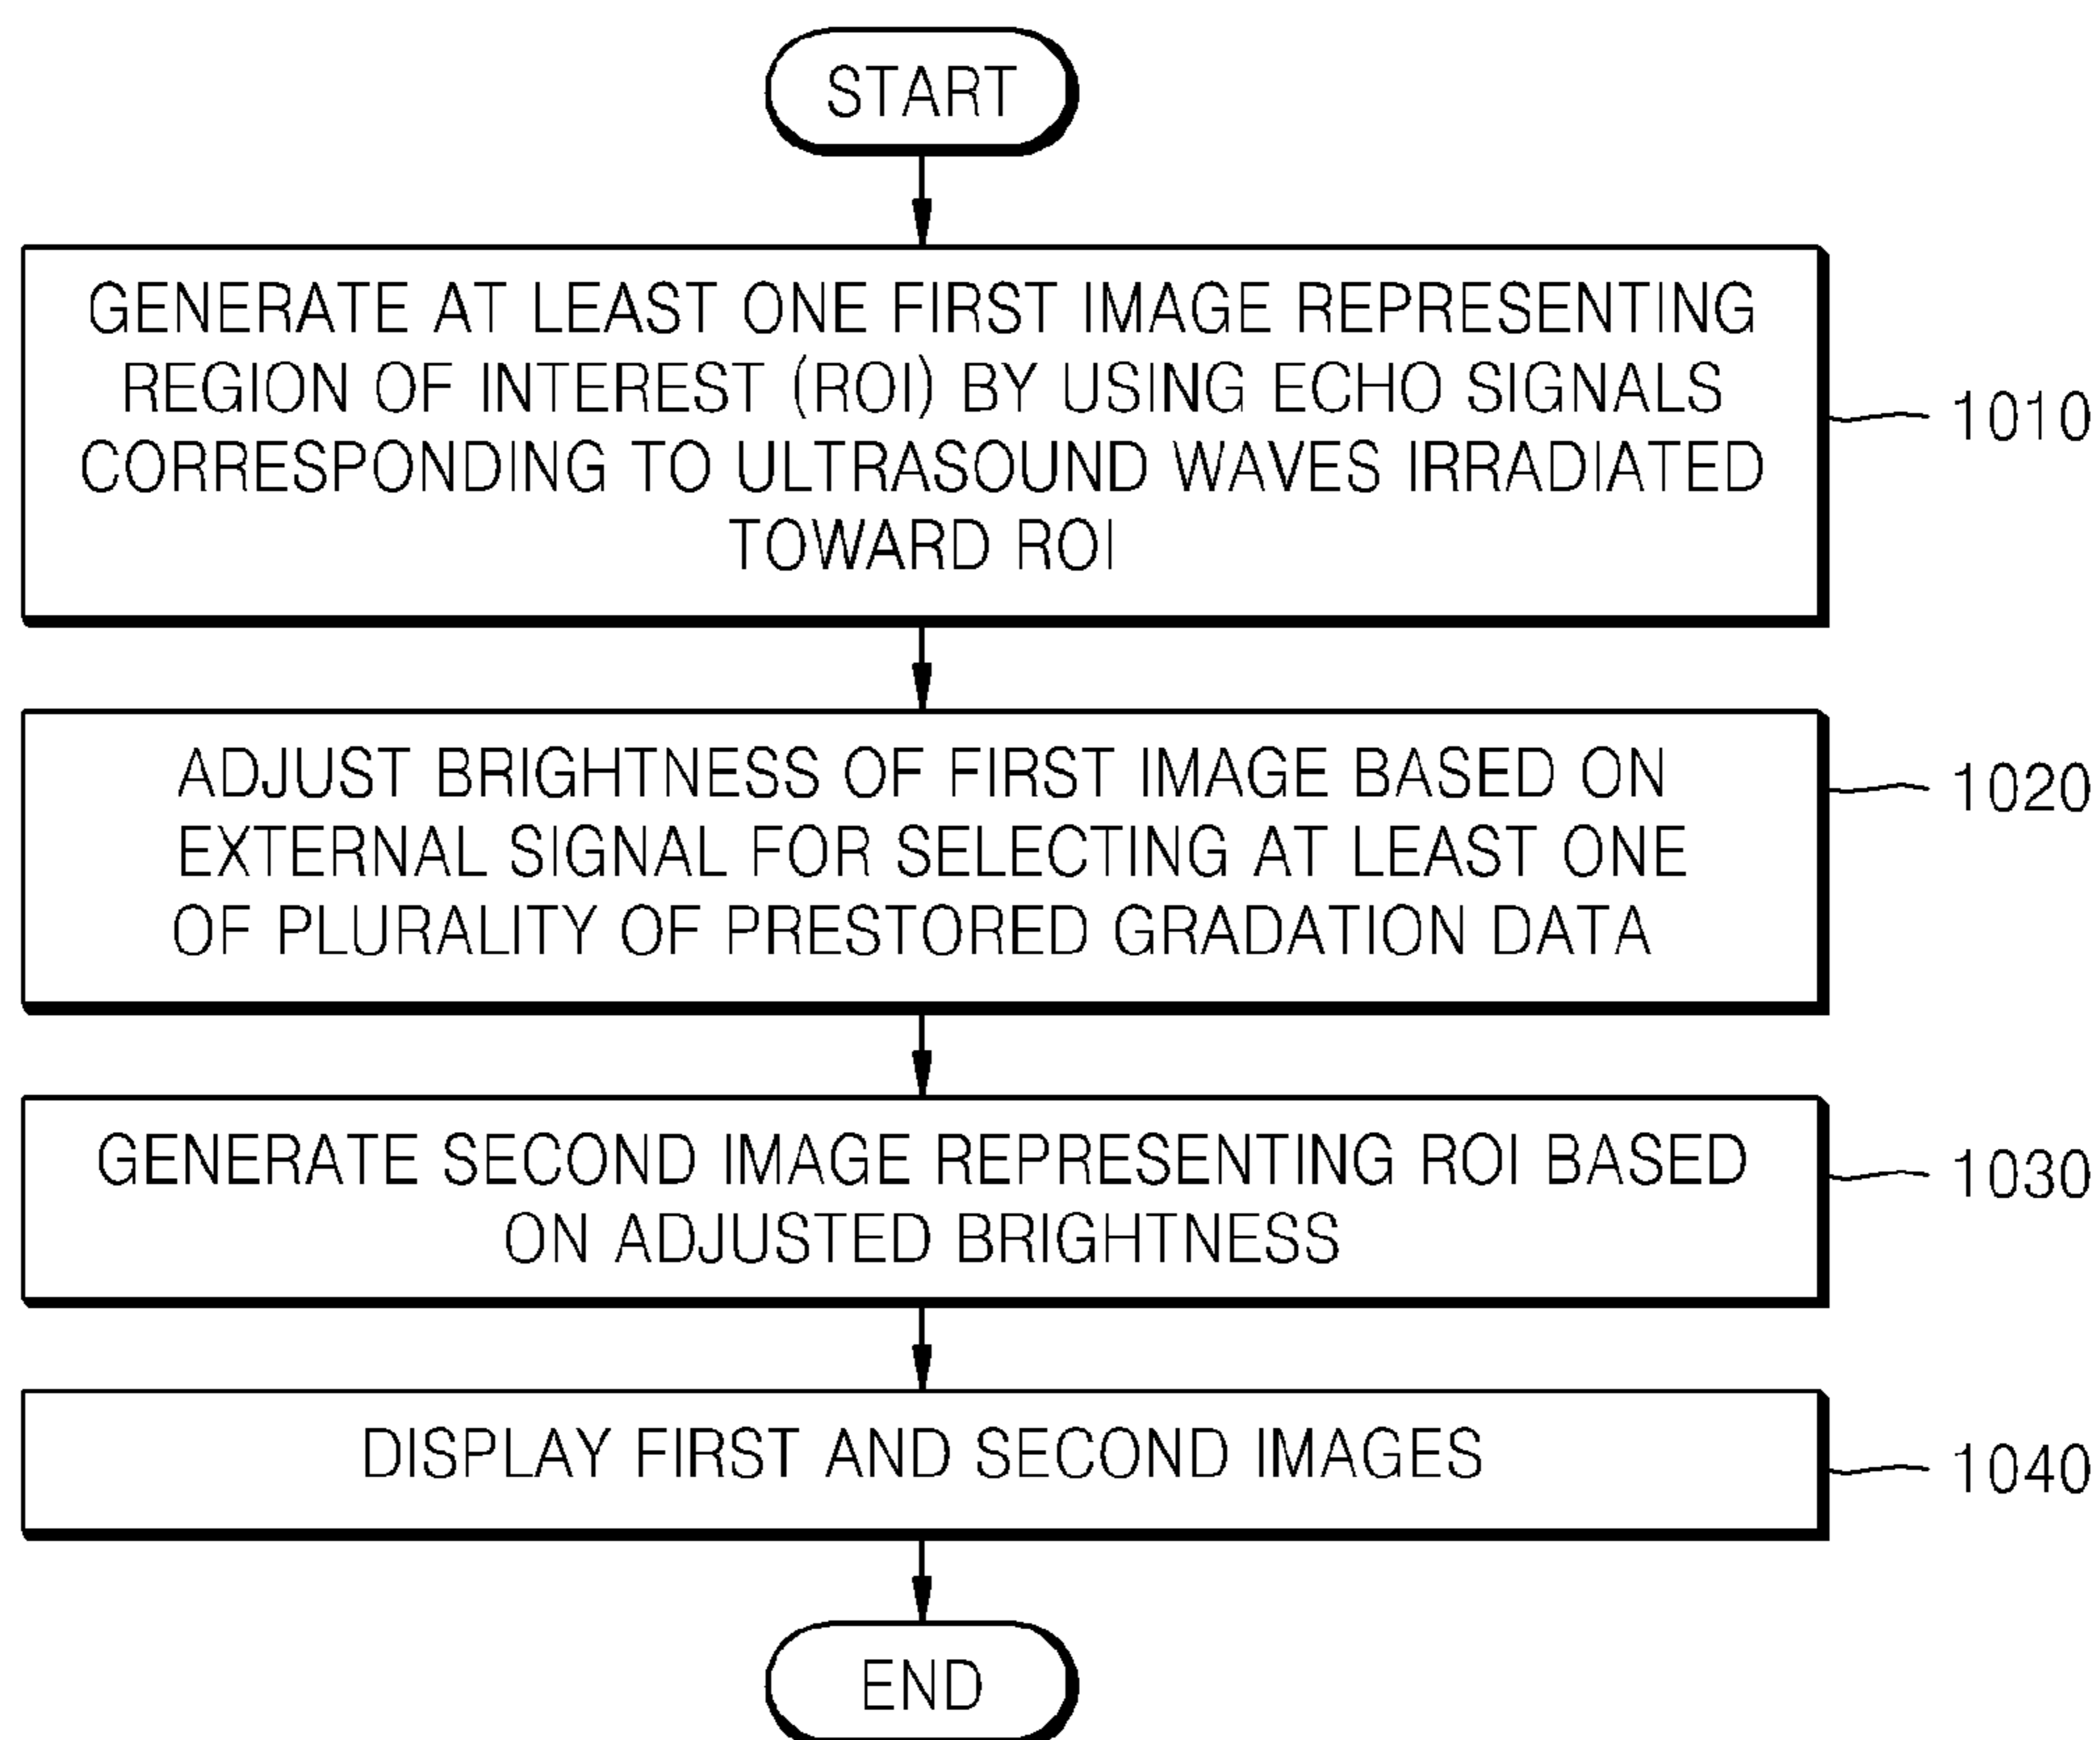 START
GENERATE AT LEAST ONE FIRST IMAGE REPRESENTING
REGION OF INTEREST (ROI) BY USING ECHO SIGNALS
CORRESPONDING TO ULTRASOUND WAVES IRRADIATED
TOWARD ROI
1010
ADJUST BRIGHTNESS OF FIRST IMAGE BASED ON
EXTERNAL SIGNAL FOR SELECTING AT LEAST ONE
OF PLURALITY OF PRESTORED GRADATION DATA
1020
GENERATE SECOND IMAGE REPRESENTING ROI BASED
ON ADJUSTED BRIGHTNESS
1030
DISPLAY FIRST AND SECOND IMAGES
1040
END